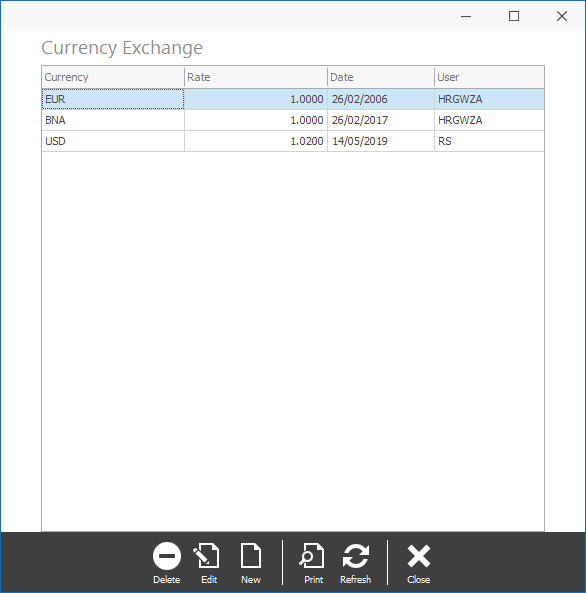 Currency Exchange
Currency Rate Date User
EUR 1.0000 26/02/2006 HRGWZA
BNA 1.0000 26/02/2017 HRGWZA
USD 1.0200 14/05/2019 RS
Delete Edit New Print Refresh Close